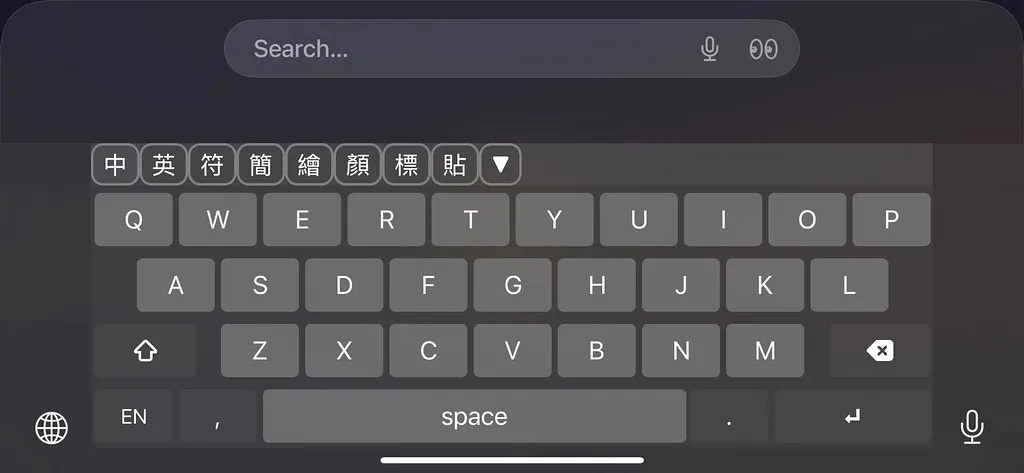 Search...
中 英 符 簡 繪 顏 標 貼 ▼
Q W E R T Y U I O P
A S D F G H J K L
Z X C V B N M
EN , space .